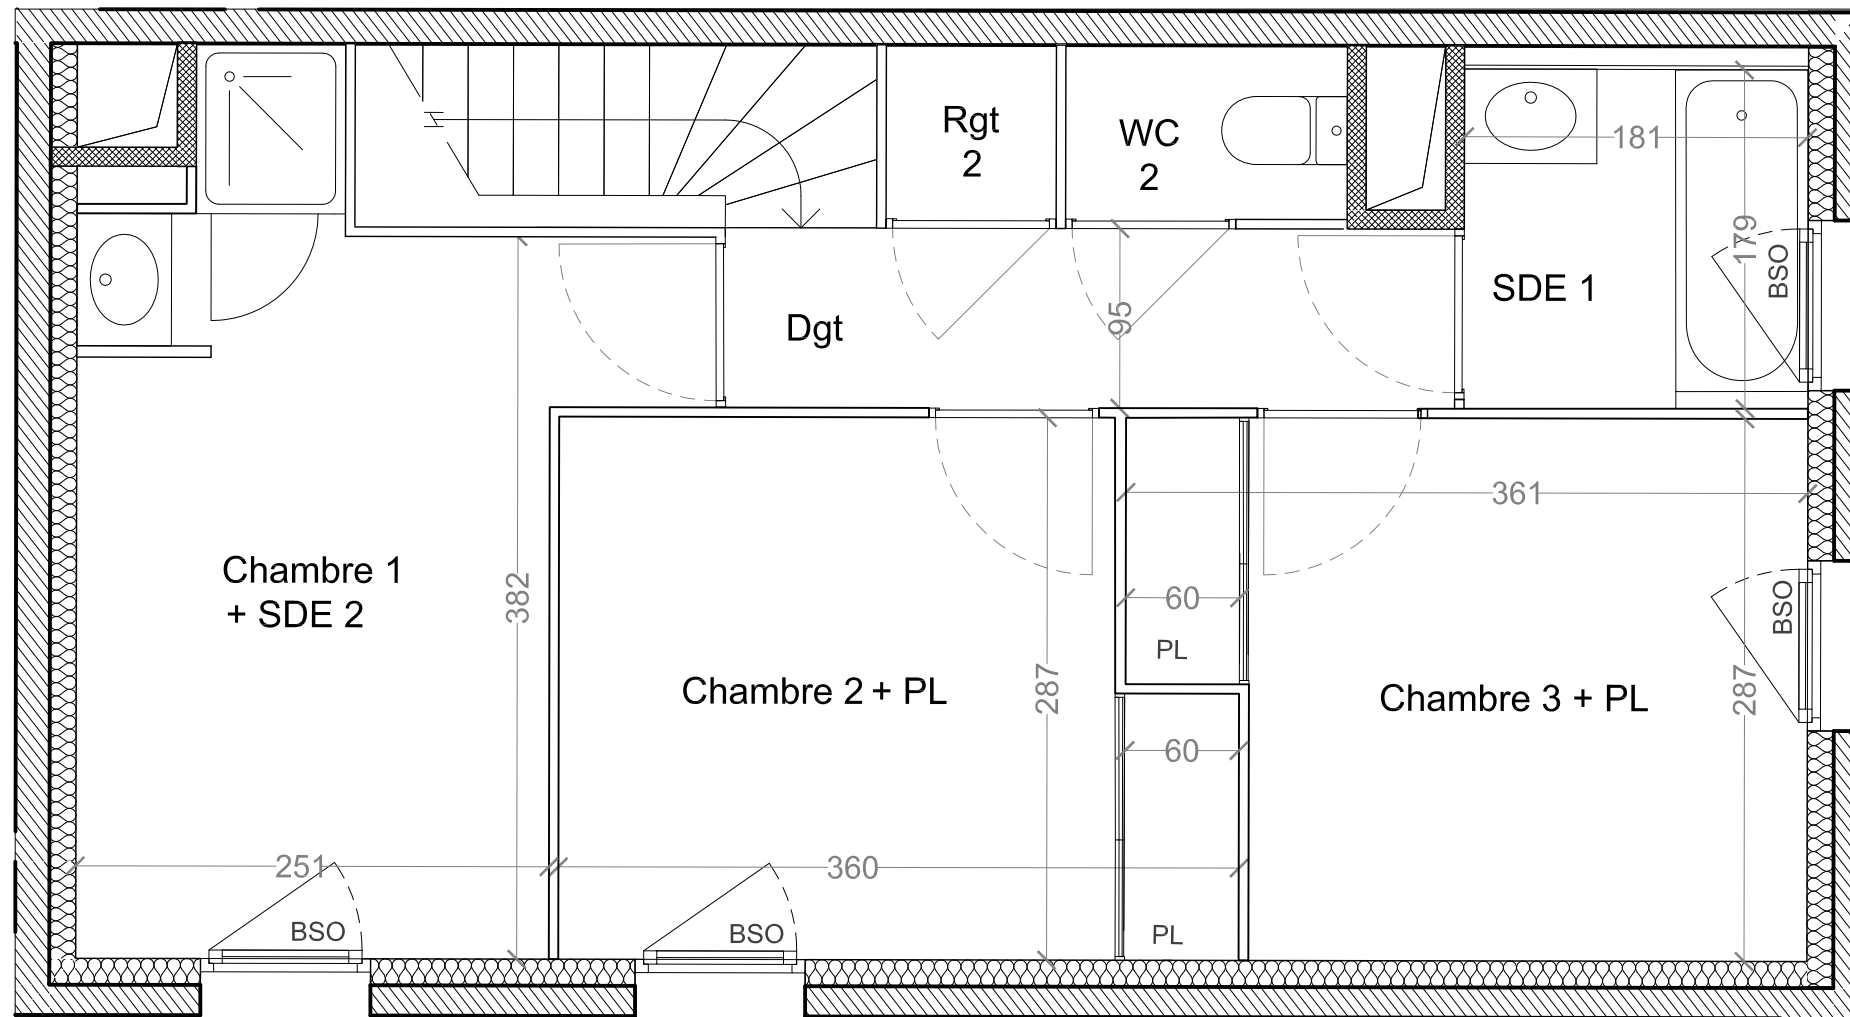 Rgt
2
WC
2
181
179
BSO
SDE 1
Dgt
95
361
Chambre 1
+ SDE 2
382
60
PL
BSO
Chambre 2 + PL
287
Chambre 3 + PL
287
60
251
360
BSO
BSO
PL